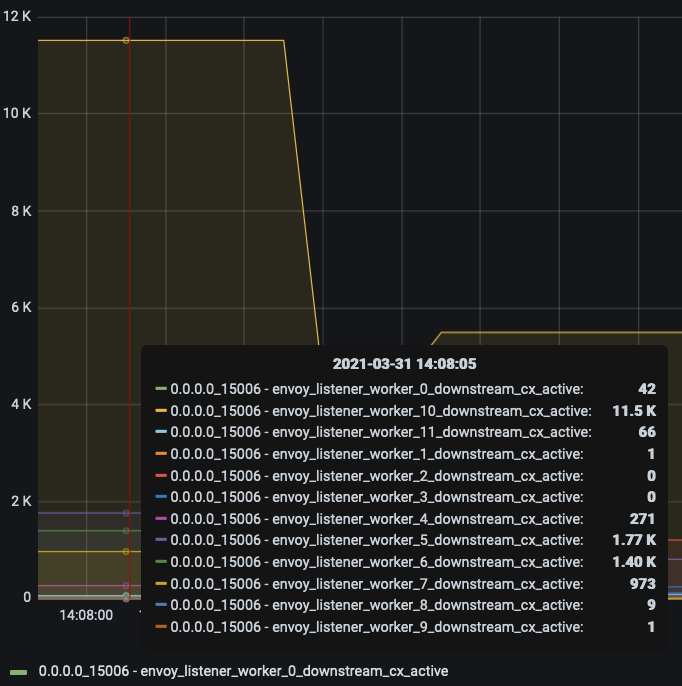 12 K
10 K
8 K
6 K
4 K
2 K
0
14:08:00
2021-03-31 14:08:05
0.0.0.0_15006 - envoy_listener_worker_0_downstream_cx_active: 42
0.0.0.0_15006 - envoy_listener_worker_10_downstream_cx_active: 11.5 K
0.0.0.0_15006 - envoy_listener_worker_11_downstream_cx_active: 66
0.0.0.0_15006 - envoy_listener_worker_1_downstream_cx_active: 1
0.0.0.0_15006 - envoy_listener_worker_2_downstream_cx_active: 0
0.0.0.0_15006 - envoy_listener_worker_3_downstream_cx_active: 0
0.0.0.0_15006 - envoy_listener_worker_4_downstream_cx_active: 271
0.0.0.0_15006 - envoy_listener_worker_5_downstream_cx_active: 1.77 K
0.0.0.0_15006 - envoy_listener_worker_6_downstream_cx_active: 1.40 K
0.0.0.0_15006 - envoy_listener_worker_7_downstream_cx_active: 973
0.0.0.0_15006 - envoy_listener_worker_8_downstream_cx_active: 9
0.0.0.0_15006 - envoy_listener_worker_9_downstream_cx_active: 1
0.0.0.0_15006 - envoy_listener_worker_0_downstream_cx_active